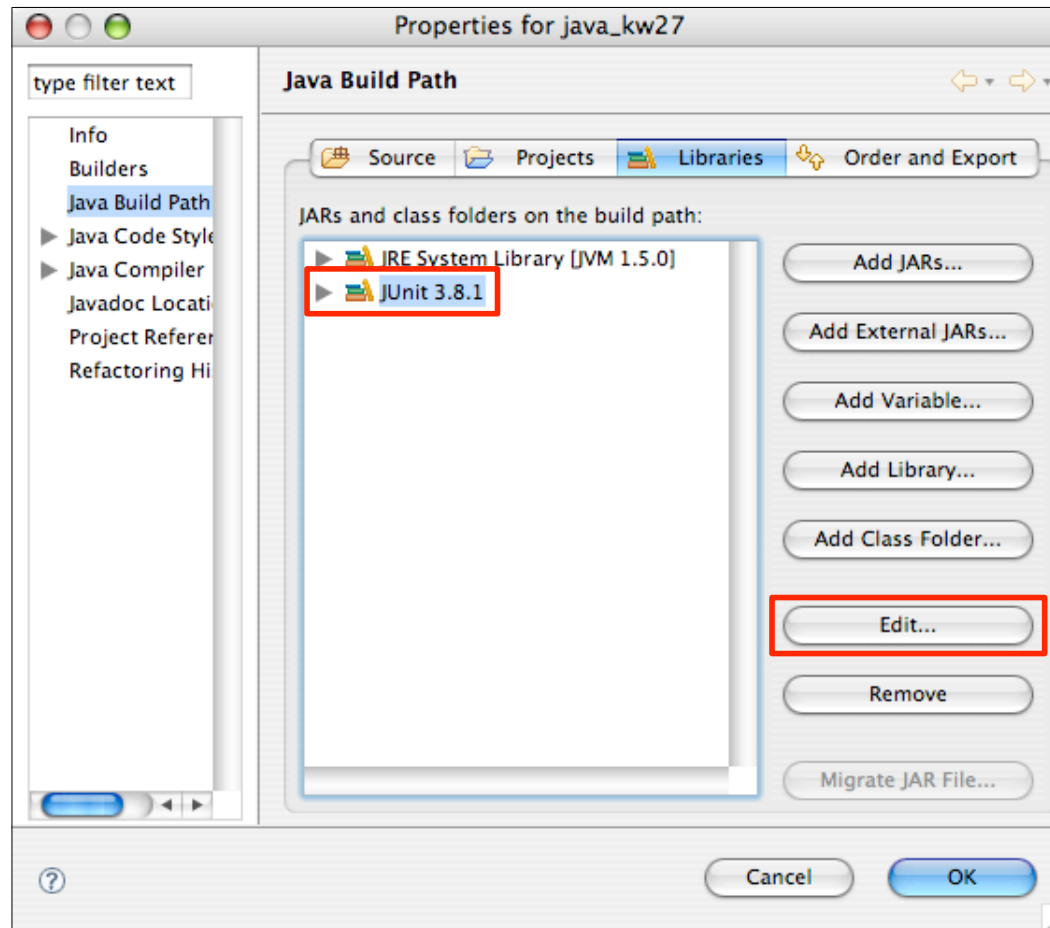 Properties for java_kw27
type filter text
Java Build Path
Info
Builders
Java Build Path
Java Code Style
Java Compiler
Javadoc Locati
Project Referen
Refactoring Hi
Source
Projects
Libraries
Order and Export
JARs and class folders on the build path:
JRE System Library [JVM 1.5.0]
JUnit 3.8.1
Add JARs...
Add External JARs...
Add Variable...
Add Library...
Add Class Folder...
Edit...
Remove
Migrate JAR File...
?
Cancel
OK